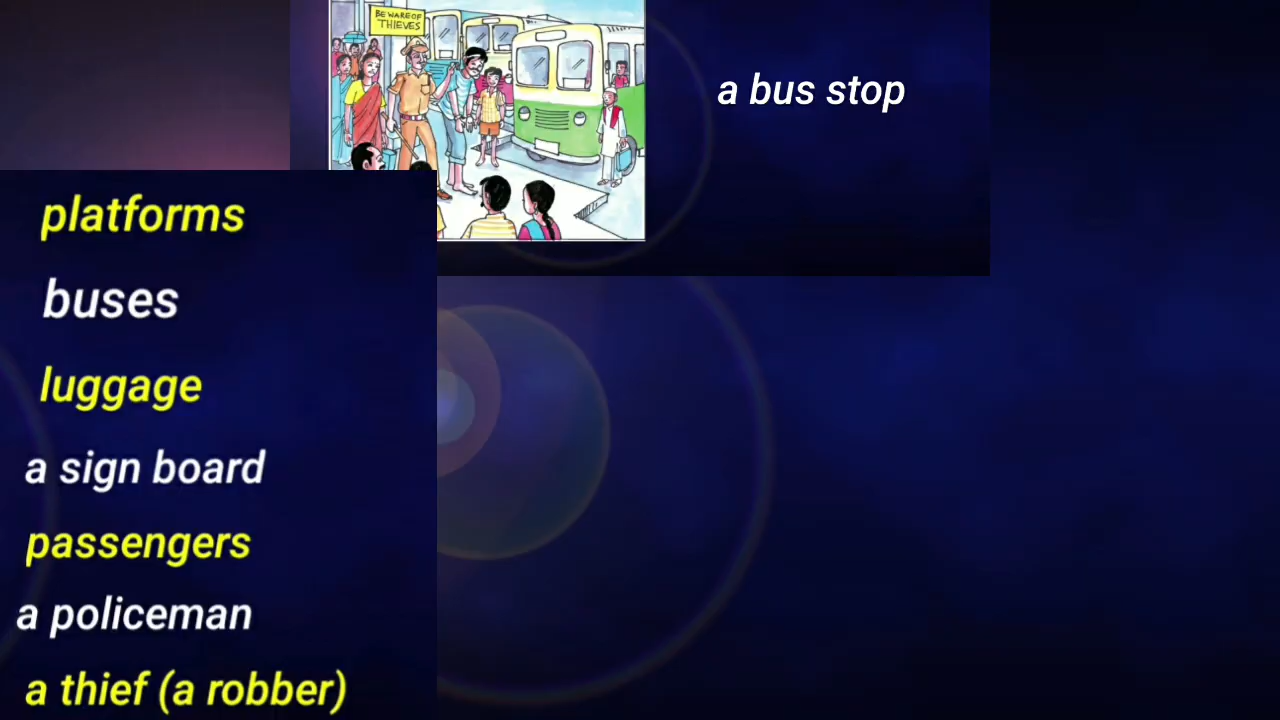 BEWARE OF
THIEVES
a bus stop
platforms
buses
luggage
a sign board
passengers
a policeman
a thief (a robber)